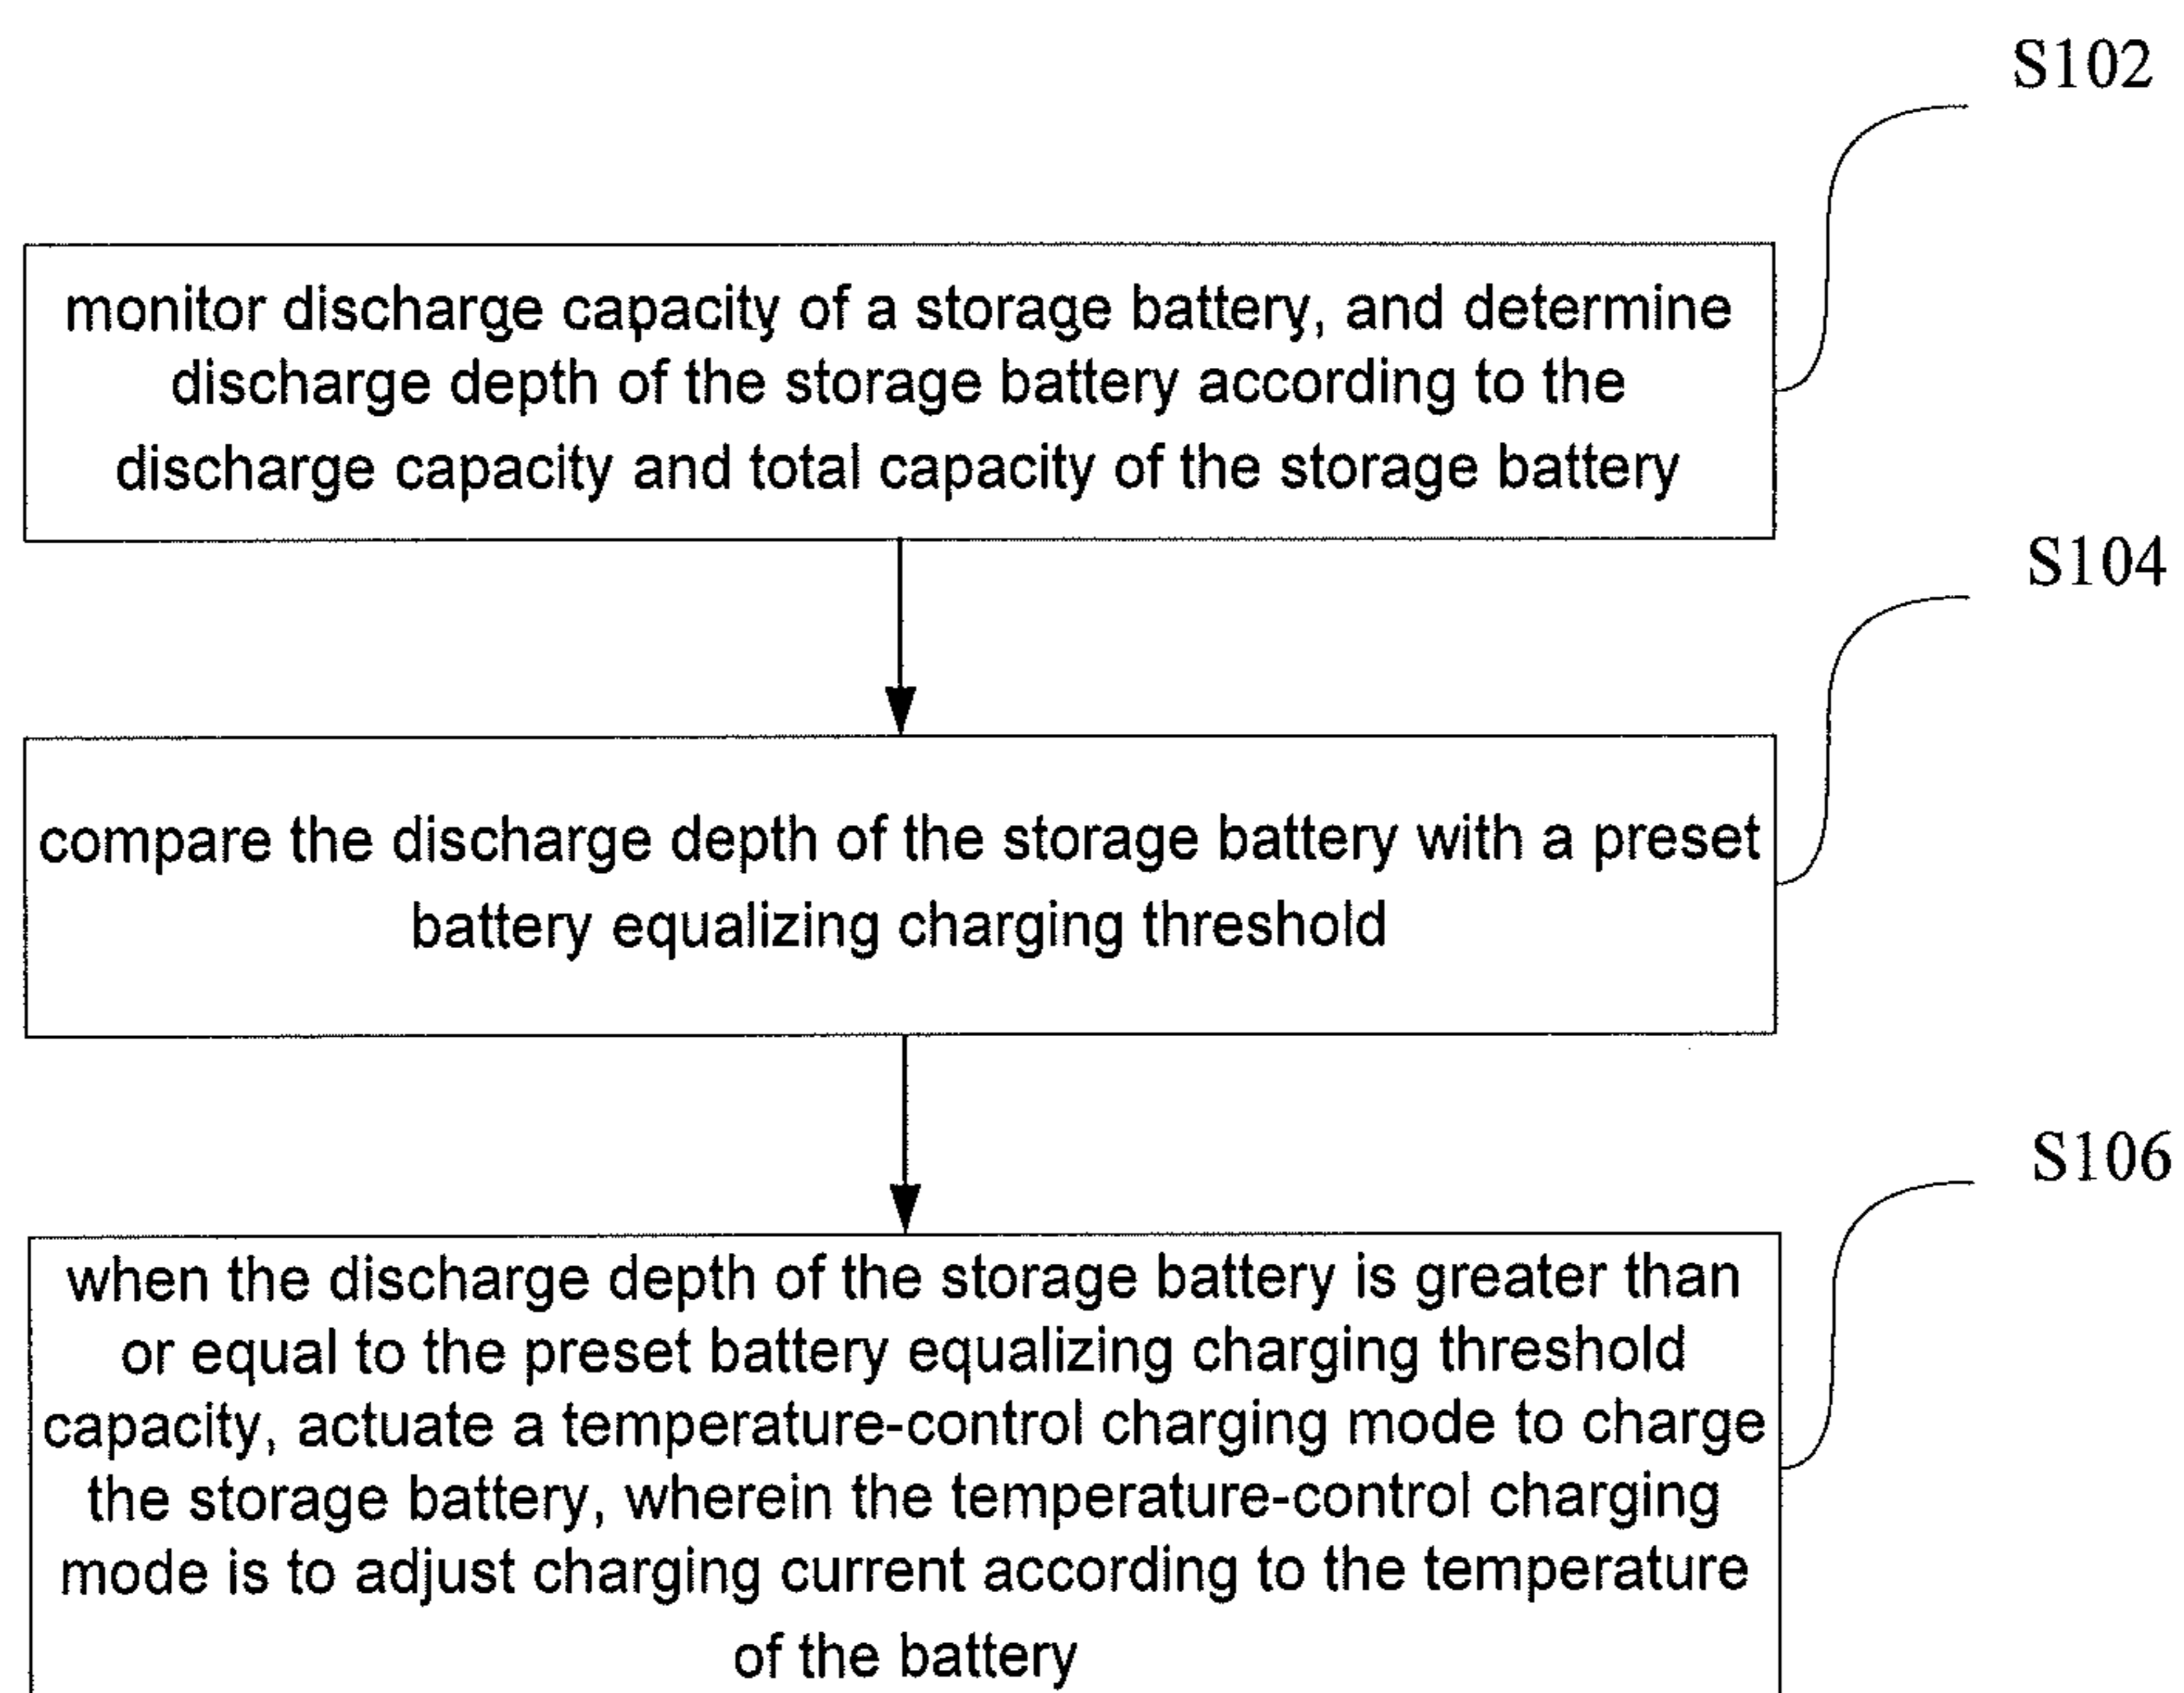 S102
monitor discharge capacity of a storage battery, and determine
discharge depth of the storage battery according to the
discharge capacity and total capacity of the storage battery
S104
compare the discharge depth of the storage battery with a preset
battery equalizing charging threshold
S106
when the discharge depth of the storage battery is greater than
or equal to the preset battery equalizing charging threshold
capacity, actuate a temperature-control charging mode to charge
the storage battery, wherein the temperature-control charging
mode is to adjust charging current according to the temperature
of the battery